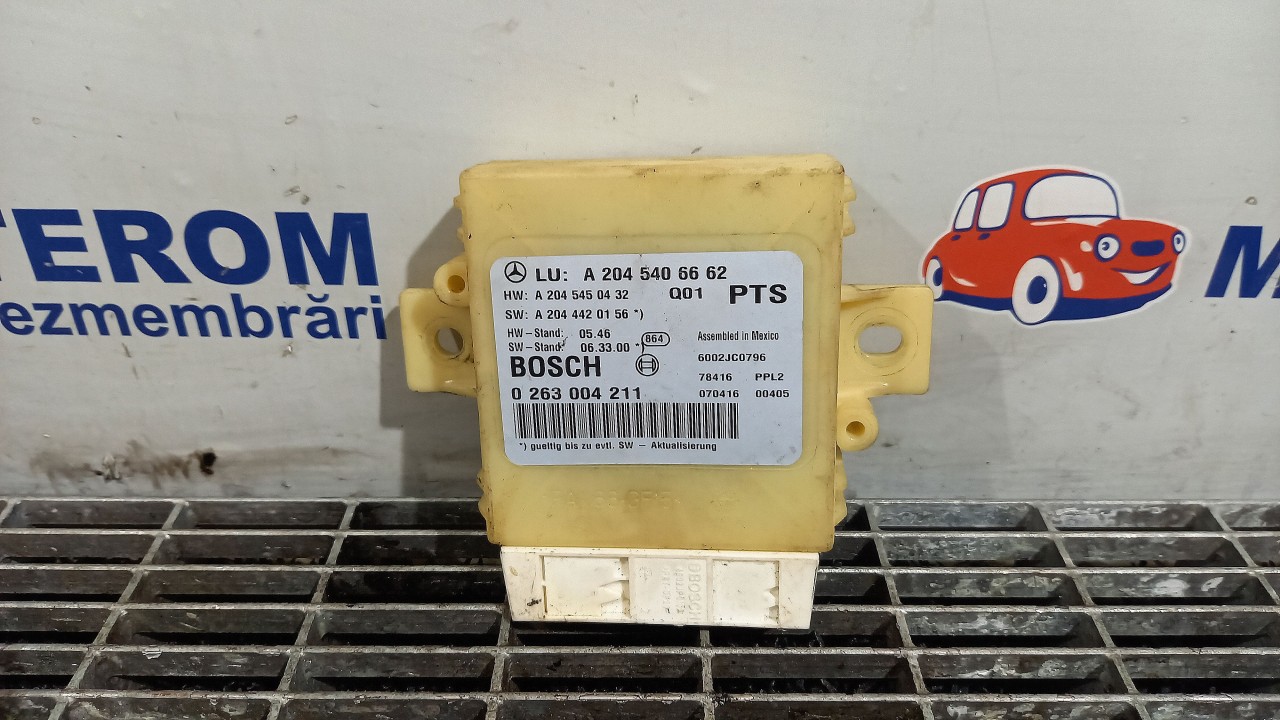 TEROM
ezmembrări
M
LU: A 204 540 66 62
HW: A 204 545 04 32 Q01 PTS
SW: A 204 442 01 56 *)
HW-Stand: 05.46
SW-Stand: 06.33.00 *)
864
Assembled in Mexico
6002JC0796
BOSCH
78416 PPL2
0 263 004 211
070416 00405
*) gueltig bis zu evtl. SW - Aktualisierung